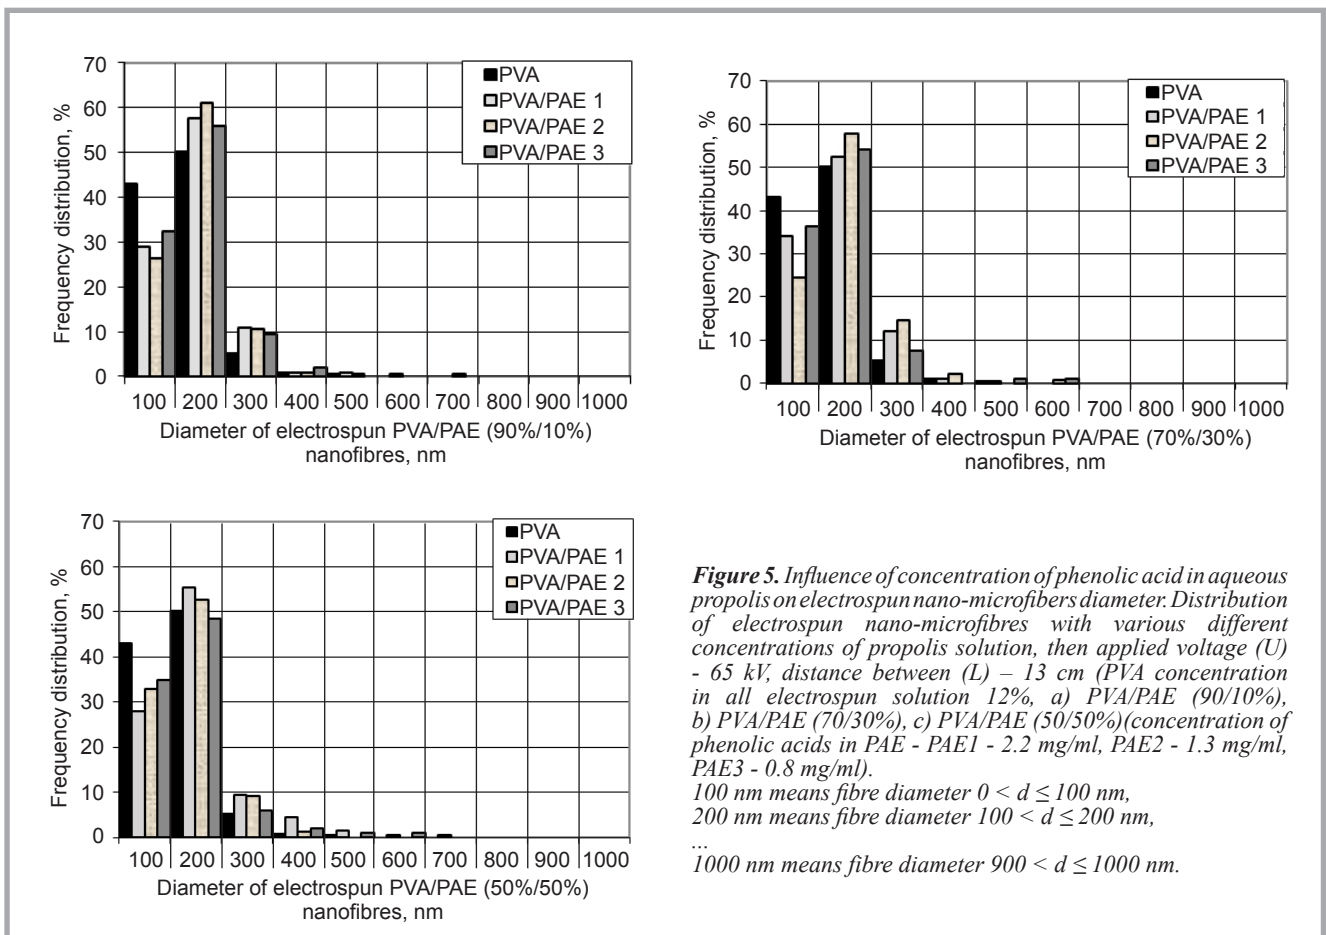 70
60
50
40
30
20
10
0
Frequency distribution, %
PVA
PVA/PAE 1
PVA/PAE 2
PVA/PAE 3
100 200 300 400 500 600 700 800 900 1000
Diameter of electrospun PVA/PAE (90%/10%)
nanofibres, nm
70
60
50
40
30
20
10
0
Frequency distribution, %
PVA
PVA/PAE 1
PVA/PAE 2
PVA/PAE 3
100 200 300 400 500 600 700 800 900 1000
Diameter of electrospun PVA/PAE (70%/30%)
nanofibres, nm
70
60
50
40
30
20
10
0
Frequency distribution, %
PVA
PVA/PAE 1
PVA/PAE 2
PVA/PAE 3
100 200 300 400 500 600 700 800 900 1000
Diameter of electrospun PVA/PAE (50%/50%)
nanofibres, nm
Figure 5. Influence of concentration of phenolic acid in aqueous
propolis on electrospun nano-microfibers diameter. Distribution
of electrospun nano-microfibres with various different
concentrations of propolis solution, then applied voltage (U)
- 65 kV, distance between (L) – 13 cm (PVA concentration
in all electrospun solution 12%, a) PVA/PAE (90/10%),
b) PVA/PAE (70/30%), c) PVA/PAE (50/50%)(concentration of
phenolic acids in PAE - PAE1 - 2.2 mg/ml, PAE2 - 1.3 mg/ml,
PAE3 - 0.8 mg/ml).
100 nm means fibre diameter 0 < d ≤ 100 nm,
200 nm means fibre diameter 100 < d ≤ 200 nm,
...
1000 nm means fibre diameter 900 < d ≤ 1000 nm.